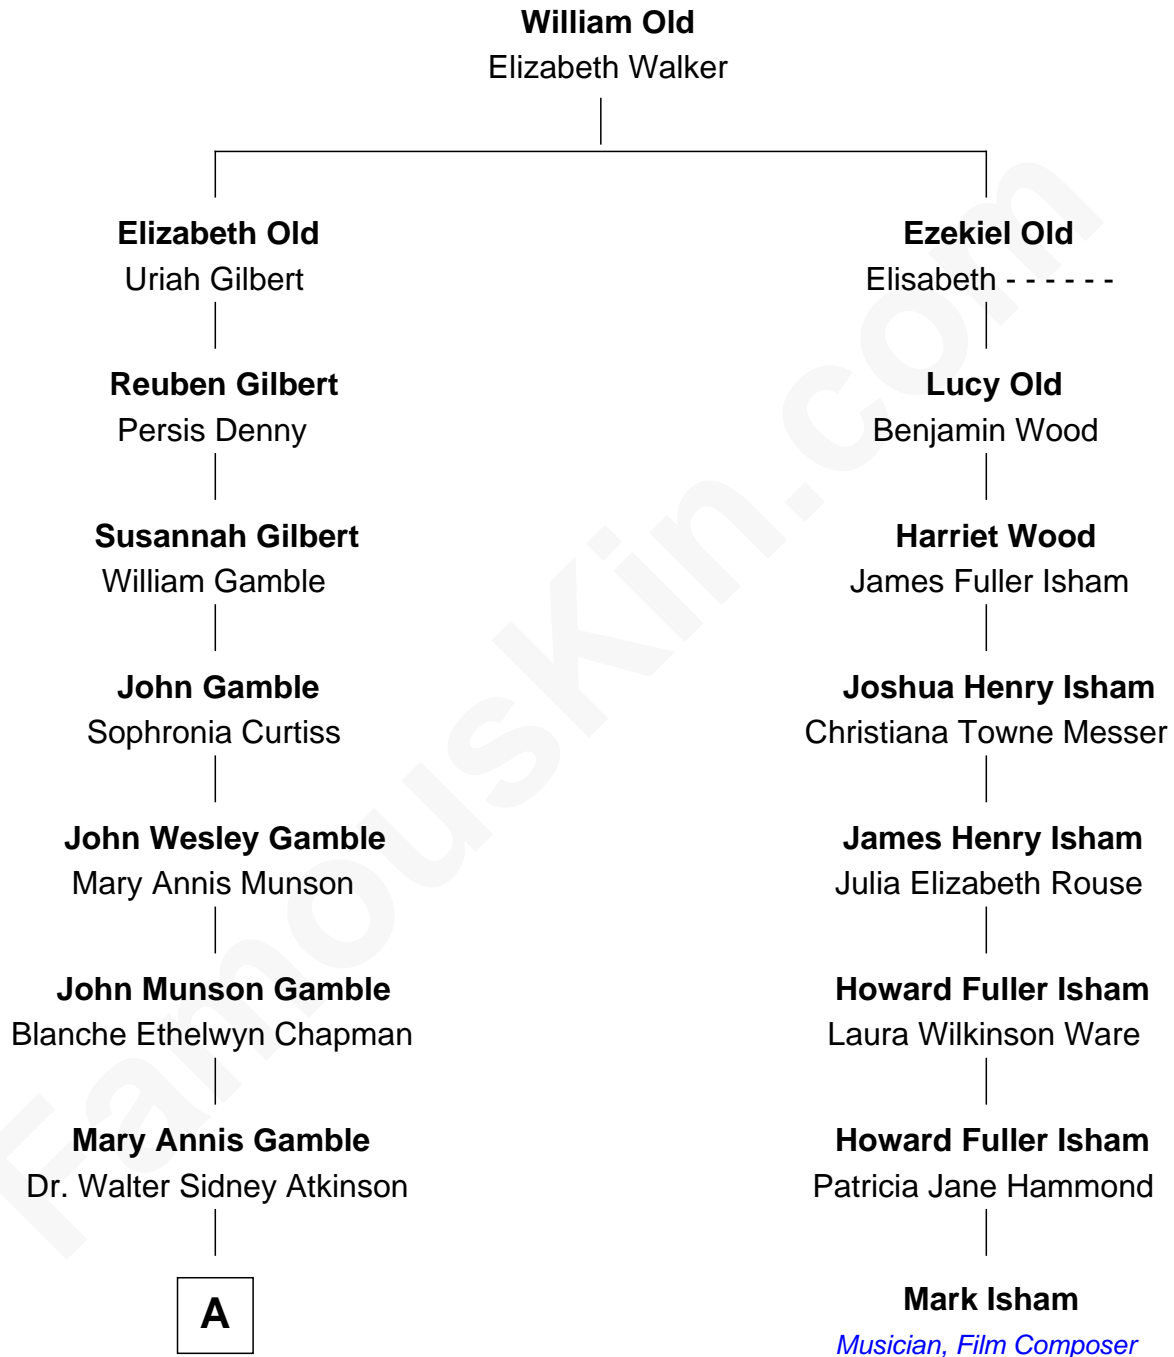 William Old
Elizabeth Walker
Elizabeth Old
Uriah Gilbert
Ezekiel Old
Elisabeth - - - - - -
Reuben Gilbert
Persis Denny
Lucy Old
Benjamin Wood
Susannah Gilbert
William Gamble
Harriet Wood
James Fuller Isham
John Gamble
Sophronia Curtiss
Joshua Henry Isham
Christiana Towne Messer
John Wesley Gamble
Mary Annis Munson
James Henry Isham
Julia Elizabeth Rouse
John Munson Gamble
Blanche Ethelwyn Chapman
Howard Fuller Isham
Laura Wilkinson Ware
Mary Annis Gamble
Dr. Walter Sidney Atkinson
Howard Fuller Isham
Patricia Jane Hammond
A
Mark Isham
Musician, Film Composer
FamousKin.com